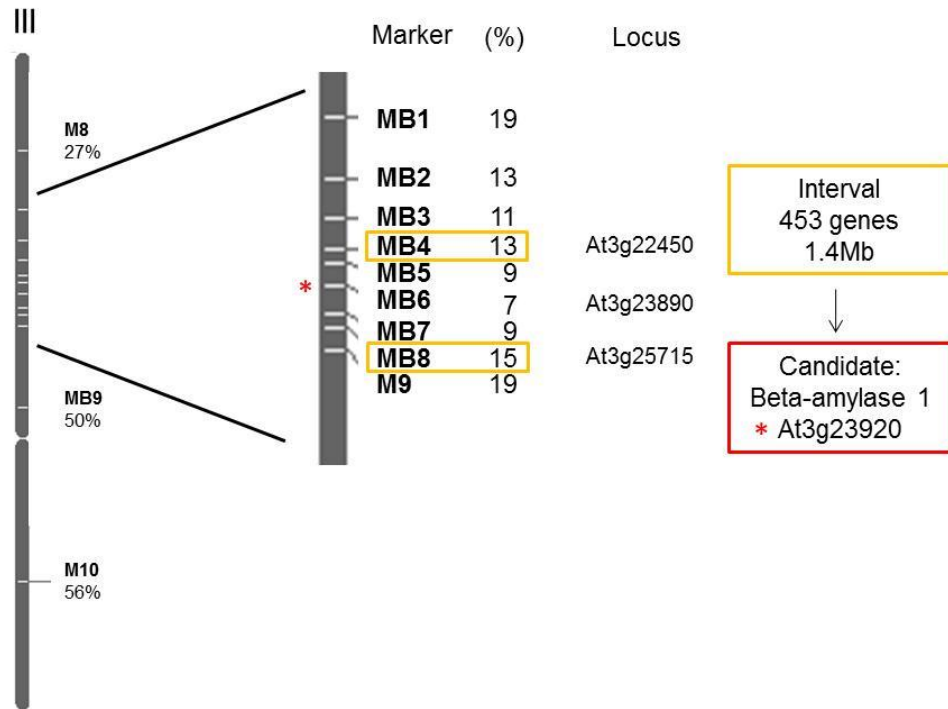 III
Marker (%) Locus
M8
27%
MB1 19
MB2 13
MB3 11
MB4 13 At3g22450
MB5 9
* MB6 7 At3g23890
MB7 9
MB8 15 At3g25715
M9 19
Interval
453 genes
1.4Mb
Candidate:
Beta-amylase 1
* At3g23920
MB9
50%
M10
56%